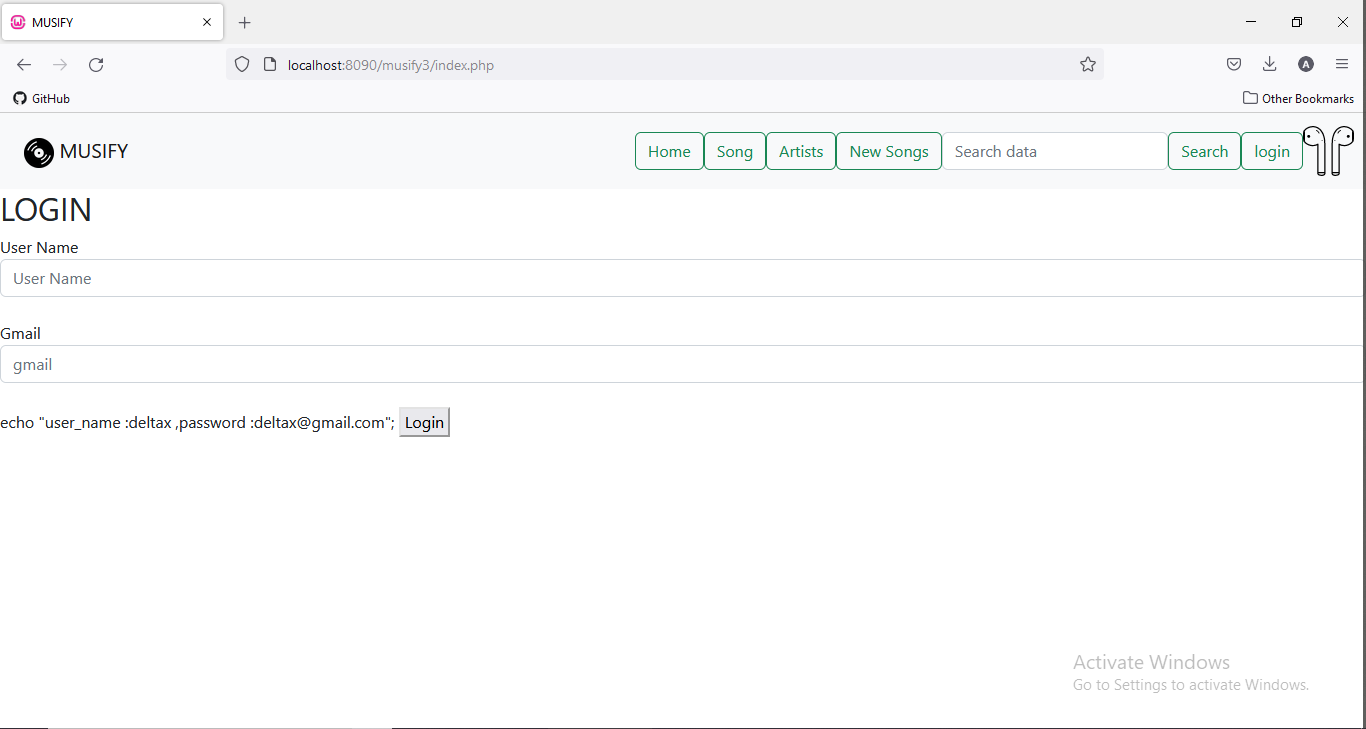 MUSIFY
localhost:8090/musify3/index.php
A
GitHub
Other Bookmarks
MUSIFY
Home Song Artists New Songs Search data Search login
LOGIN
User Name
User Name
Gmail
gmail
echo "user_name :deltax ,password :deltax@gmail.com"; Login
Activate Windows
Go to Settings to activate Windows.